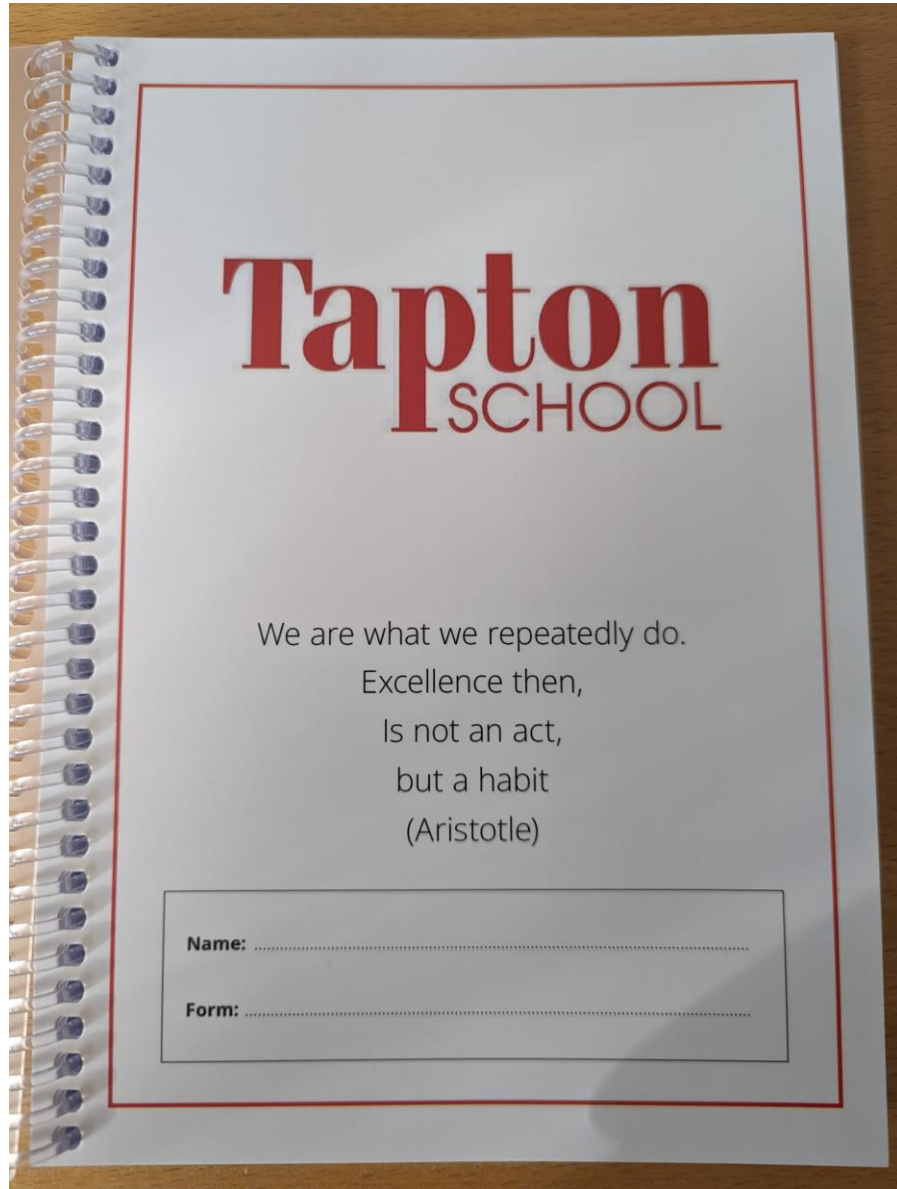 Tapton
SCHOOL
We are what we repeatedly do.
Excellence then,
Is not an act,
but a habit
(Aristotle)
Name: ................................................................
Form: ................................................................